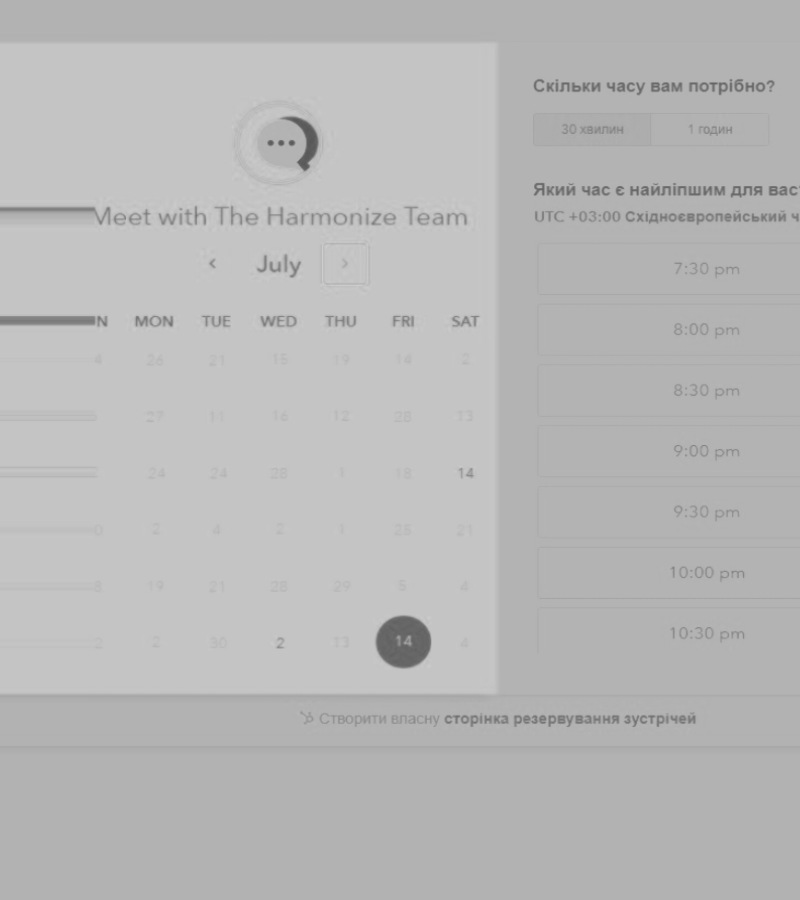 Meet with The Harmonize Team
July
N MON TUE WED THU FRI SAT
4 26 21 15 19 14 2
27 11 16 12 28 13
24 24 28 1 18 14
0 2 4 2 1 25 21
8 19 21 28 29 5 4
2 2 30 2 13 14 4
Скільки часу вам потрібно?
30 хвилин 1 годин
Який час є найліпшим для вас
UTC +03:00 Східноєвропейський
7:30 pm
8:00 pm
8:30 pm
9:00 pm
9:30 pm
10:00 pm
10:30 pm
Створити власну сторінка резервування зустрічей